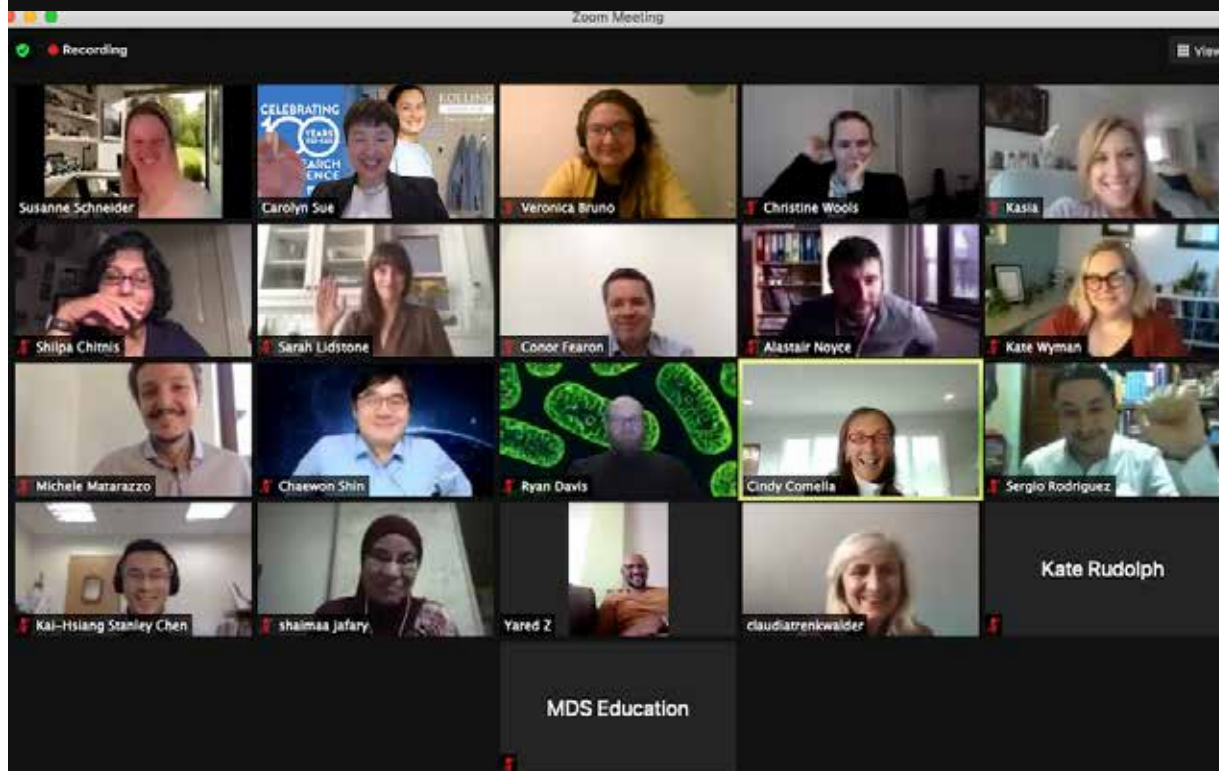 Zoom Meeting
Recording
View
CELEBRATING
100
YEARS
Susanne Schneider
Carolyn Sue
Veronica Bruno
Christine Wools
Kasia
Shilpa Chitnis
Sarah Lidstone
Conor Fearon
Alastair Noyce
Kate Wyman
Michele Matarazzo
Chaewon Shin
Ryan Davis
Cindy Comella
Sergio Rodriguez
Kai-Hsiang Stanley Chen
shaimaa jafary
Yared Z
claudiatrenkwalder
Kate Rudolph
MDS Education